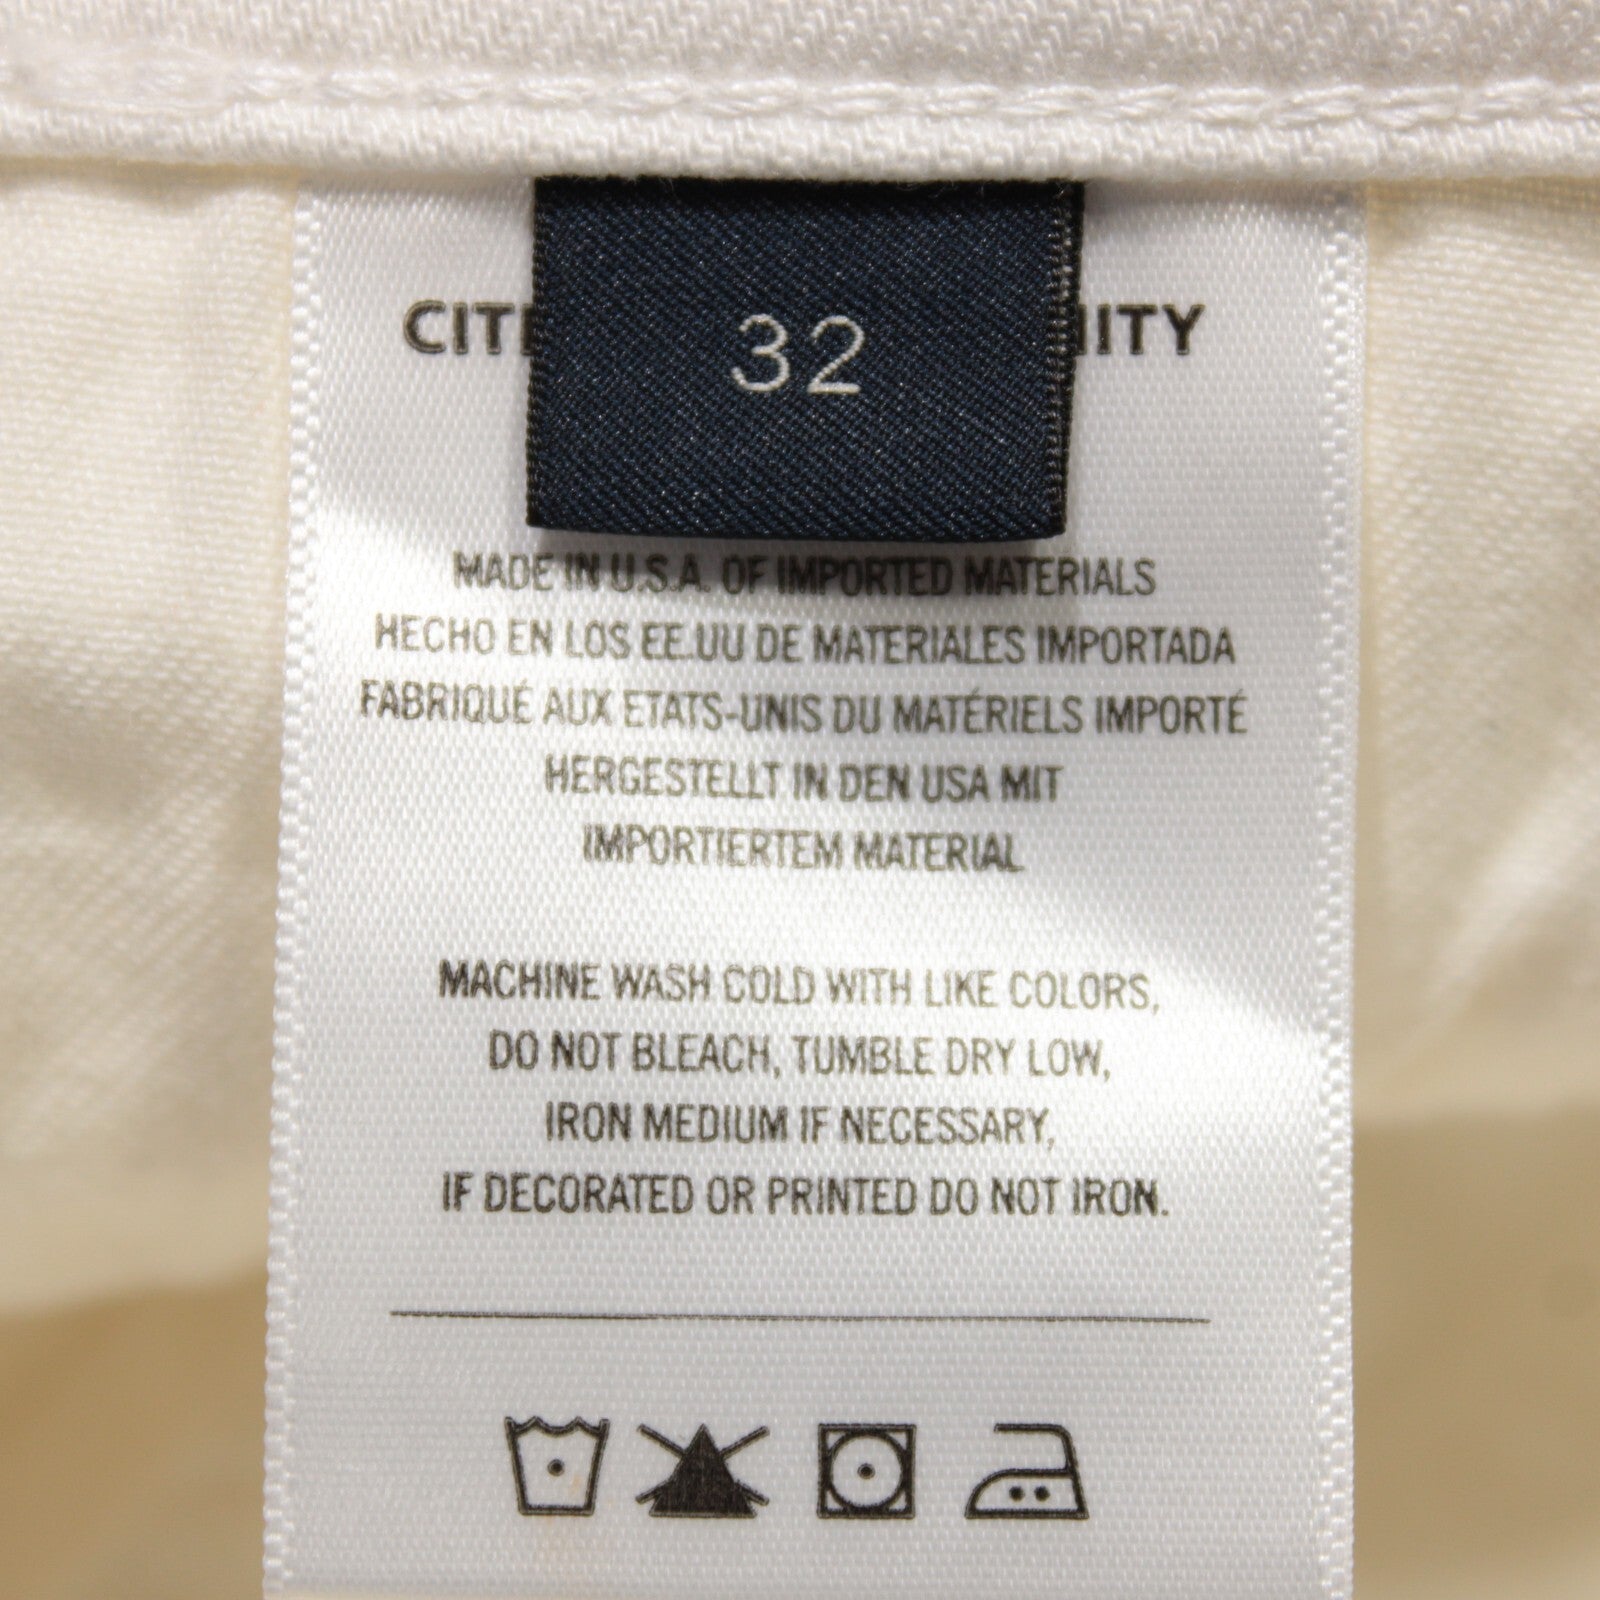 32
MADE IN U.S.A. OF IMPORTED MATERIALS
HECHO EN LOS EE.UU DE MATERIALES IMPORTADA
FABRIQUÉ AUX ETATS-UNIS DU MATÉRIELS IMPORTÉ
HERGESTELLT IN DEN USA MIT
IMPORTIERTEM MATERIAL
MACHINE WASH COLD WITH LIKE COLORS,
DO NOT BLEACH, TUMBLE DRY LOW,
IRON MEDIUM IF NECESSARY,
IF DECORATED OR PRINTED DO NOT IRON.